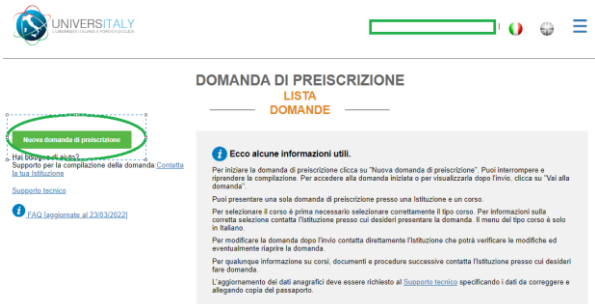 UNIVERSITALY
L'UNIVERSITÀ ITALIANA A PORTATA DI CLICK
DOMANDA DI PREISCRIZIONE
LISTA
DOMANDE
Nuova domanda di preiscrizione
Hai bisogno di aiuto?
Supporto per la compilazione della domanda Contatta
la tua Istituzione
Supporto tecnico
FAQ [aggiornate al 23/03/2022]
Ecco alcune informazioni utili.
Per iniziare la domanda di preiscrizione clicca su "Nuova domanda di preiscrizione". Puoi interrompere e
riprendere la compilazione. Per accedere alla domanda iniziata o per visualizzarla dopo l'invio, clicca su "Vai alla
domanda".
Puoi presentare una sola domanda di preiscrizione presso una Istituzione e un corso.
Per selezionare il corso è prima necessario selezionare correttamente il tipo corso. Per informazioni sulla
corretta selezione contatta l'Istituzione presso cui desideri presentare la domanda. Il menu del tipo corso è solo
in Italiano.
Per modificare la domanda dopo l'invio contatta direttamente l'Istituzione che potrà verificare le modifiche ed
eventualmente riaprire la domanda.
Per qualunque informazione su corsi, documenti e procedure successive contatta l'Istituzione presso cui desideri
fare domanda.
L'aggiornamento dei dati anagrafici deve essere richiesto al Supporto tecnico specificando i dati da correggere e
allegando copia del passaporto.